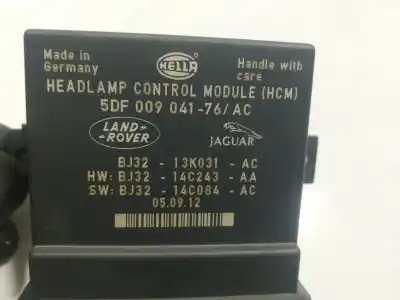 Made in
Germany
HELLA
Handle with
care
HEADLAMP CONTROL MODULE (HCM)
5DF 009 041-76/AC
LAND-
-ROVER
JAGUAR
BJ32 - 13K031 - AC
HW: BJ32 - 14C243 - AA
SW: BJ32 - 14C084 - AC
05.09.12